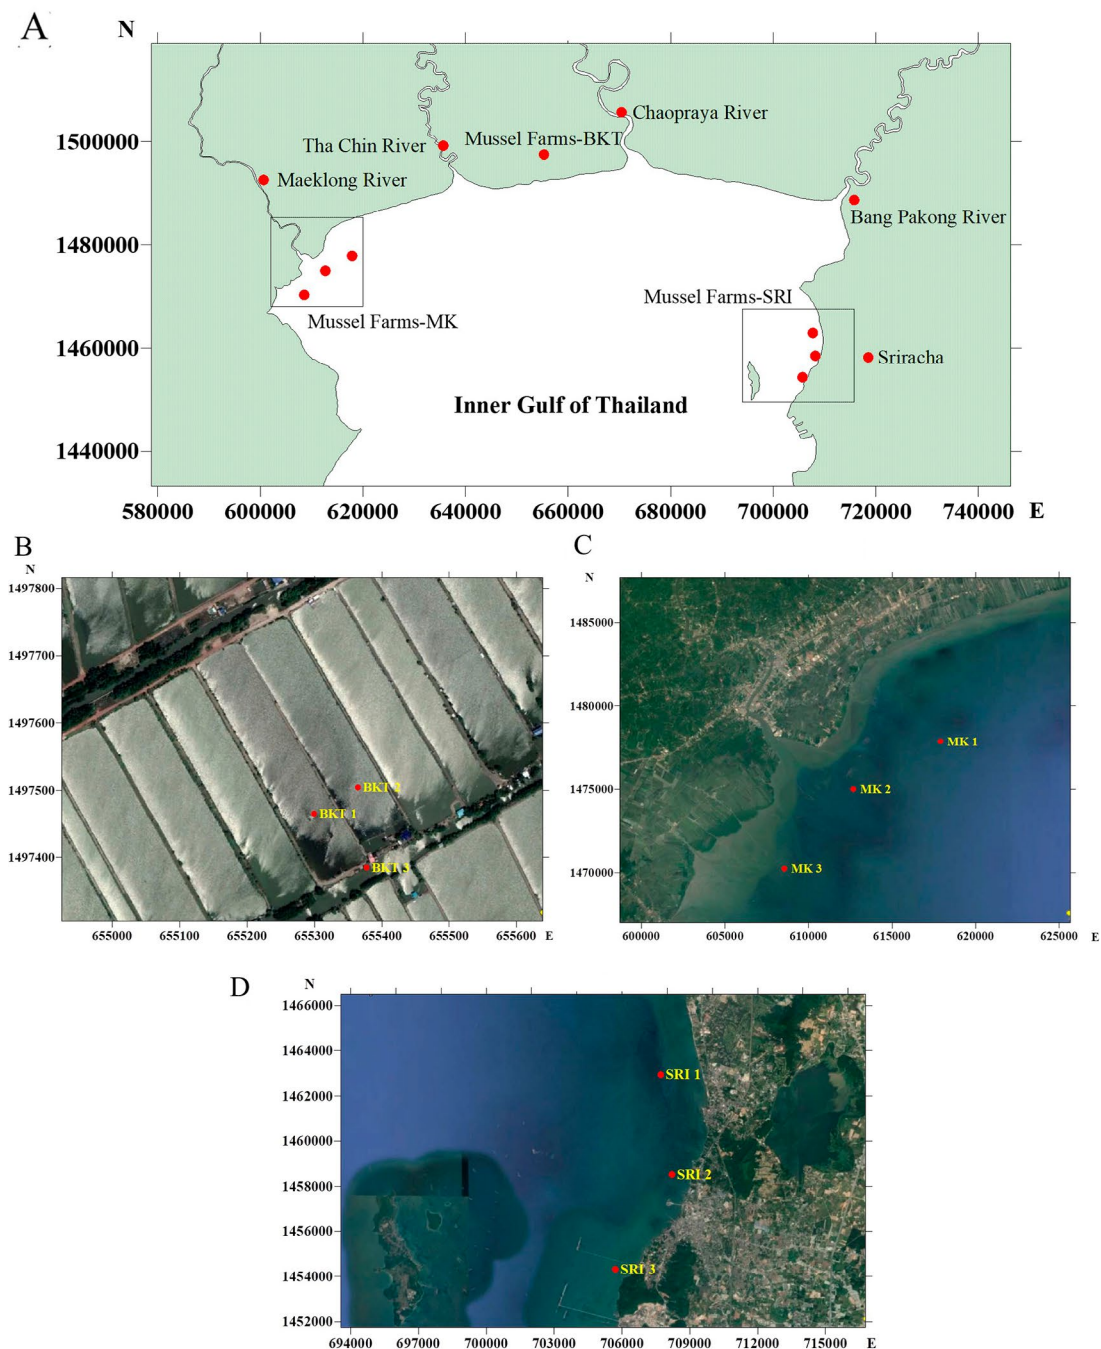 A
N
Chaopraya River
1500000
Tha Chin River
Mussel Farms-BKT
Maeklong River
Bang Pakong River
1480000
Mussel Farms-SRI
Mussel Farms-MK
1460000
Sriracha
Inner Gulf of Thailand
1440000
580000 600000 620000 640000 660000 680000 700000 720000 740000 E
B
N
1497800
1497700
1497600
1497500
BKT 2
BKT 1
1497400
BKT 3
655000 655100 655200 655300 655400 655500 655600 E
C
N
1485000
1480000
MK 1
1475000
MK 2
1470000
MK 3
600000 605000 610000 615000 620000 625000 E
D
N
1466000
1464000
SRI 1
1462000
1460000
SRI 2
1458000
1456000
1454000
SRI 3
1452000
694000 697000 700000 703000 706000 709000 712000 715000 E